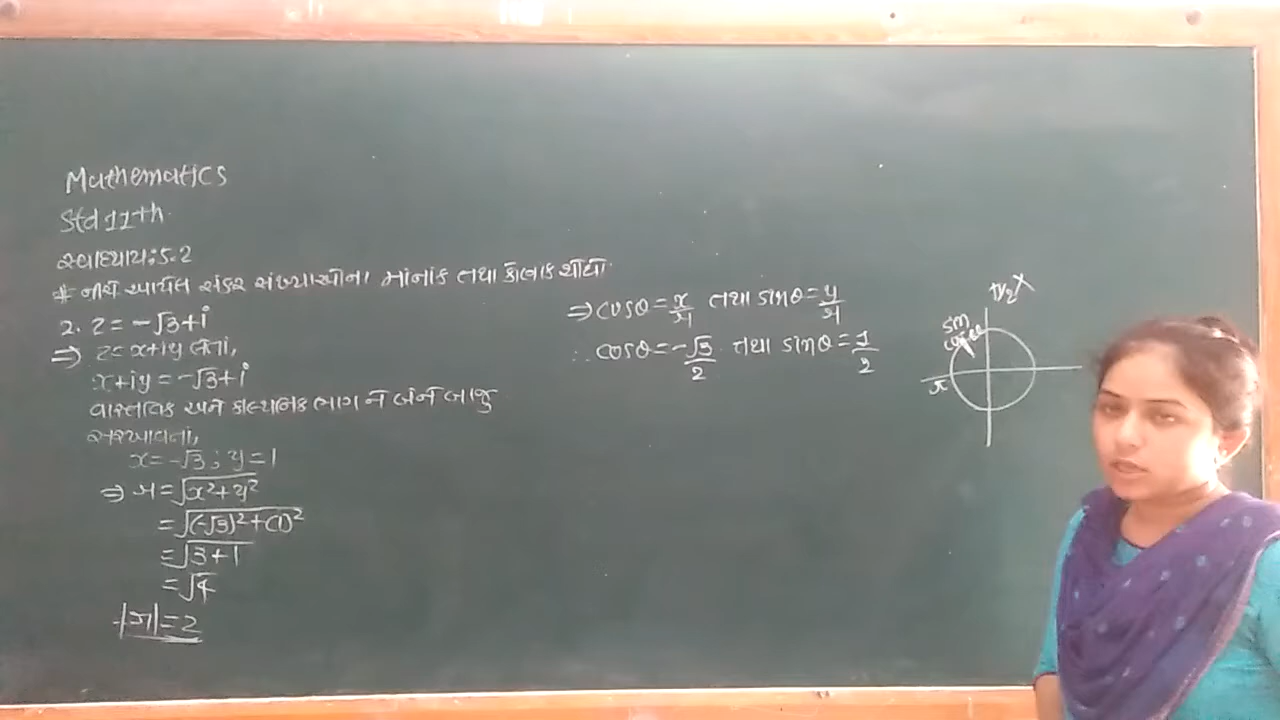 Mathematics
Std 11th.
સ્વાધ્યાય: 5.2
# નીચે આપેલ સંકર સંખ્યાઓના માનાંક તથા કોણાંક શોધો
2. z = -√3+i
⇒ z = x+iy લેતાં,
x+iy = -√3+i
વાસ્તવિક અને કાલ્પનિક ભાગ ને બંને બાજુ
સરખાવતાં,
x = -√3 ; y = 1
⇒ r = √x²+y²
= √(-√3)²+(1)²
= √3+1
= √4
|r| = 2
⇒ cosθ = x/r તથા sinθ = y/r
∴ cosθ = -√3/2 તથા sinθ = 1/2
π/2
sin
π